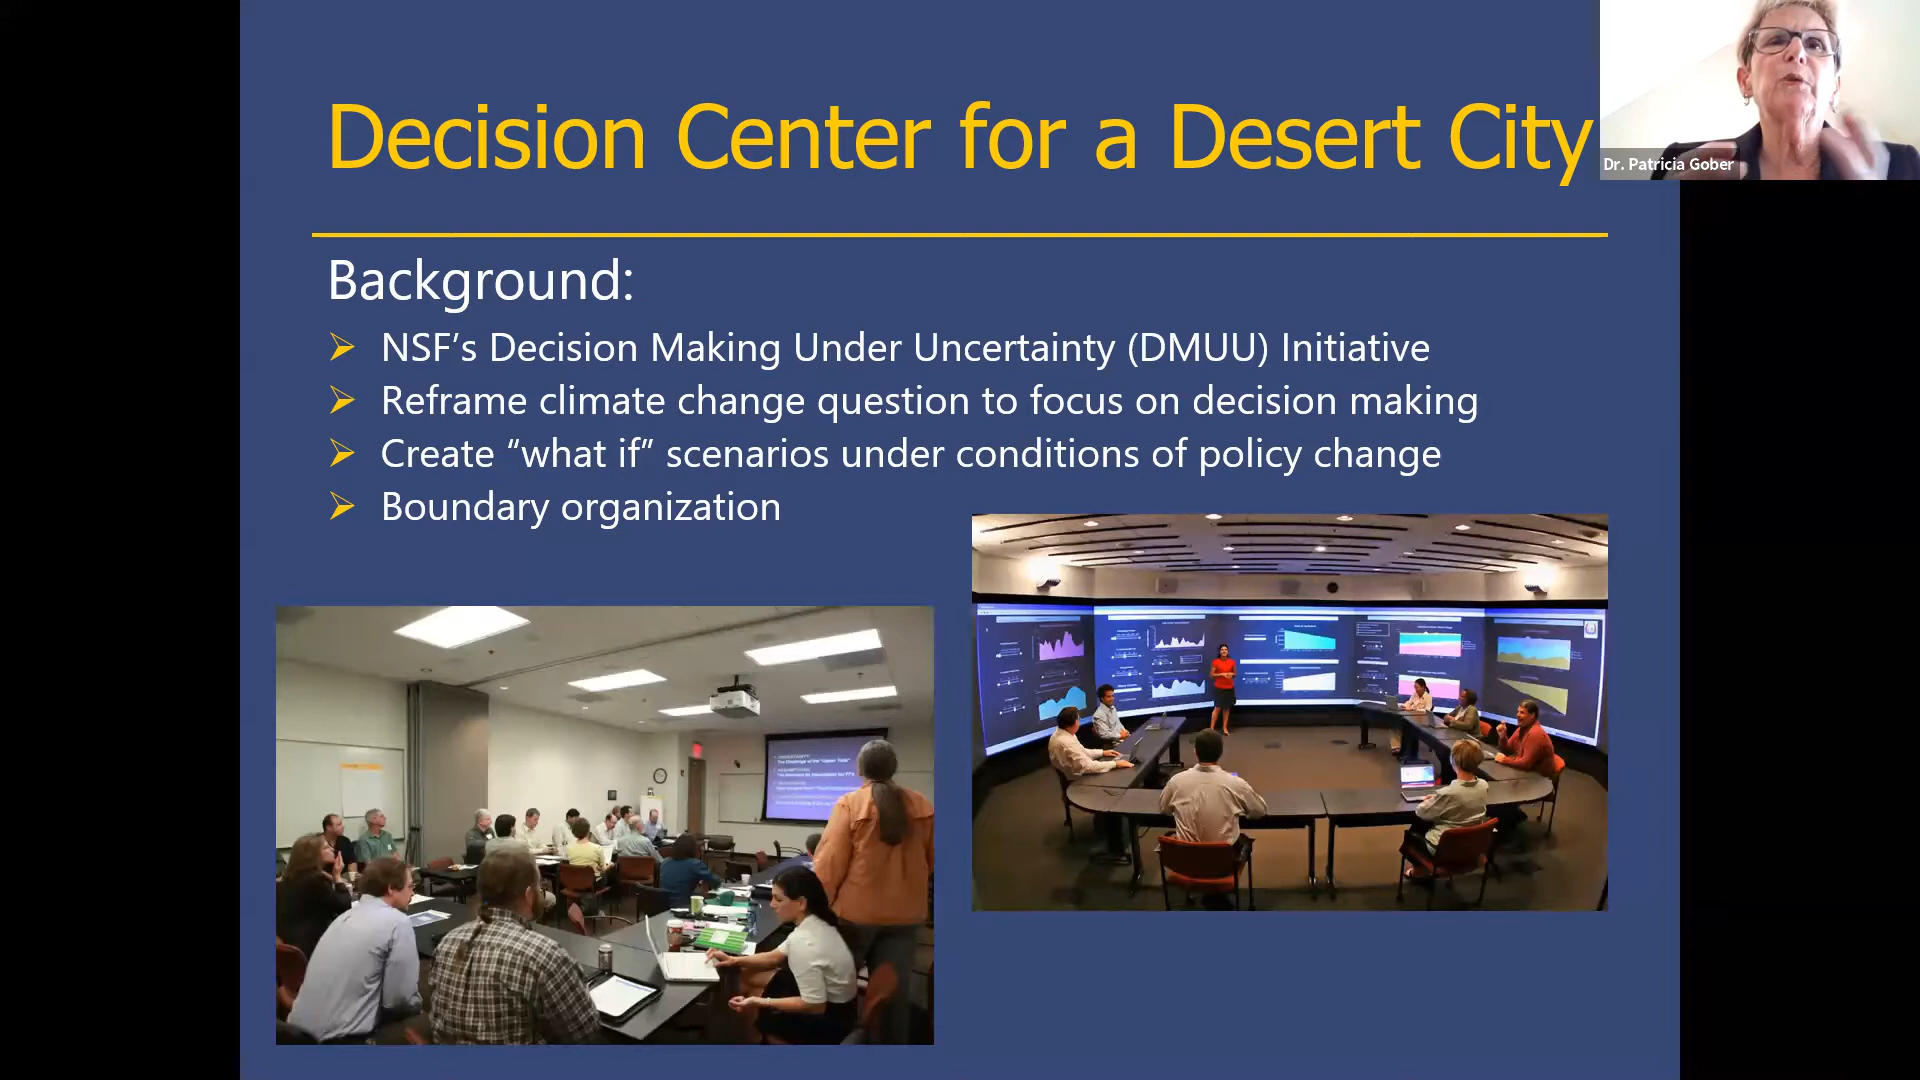 Decision Center for a Desert City
Dr. Patricia Gober
Background:
NSF’s Decision Making Under Uncertainty (DMUU) Initiative
Reframe climate change question to focus on decision making
Create “what if” scenarios under conditions of policy change
Boundary organization